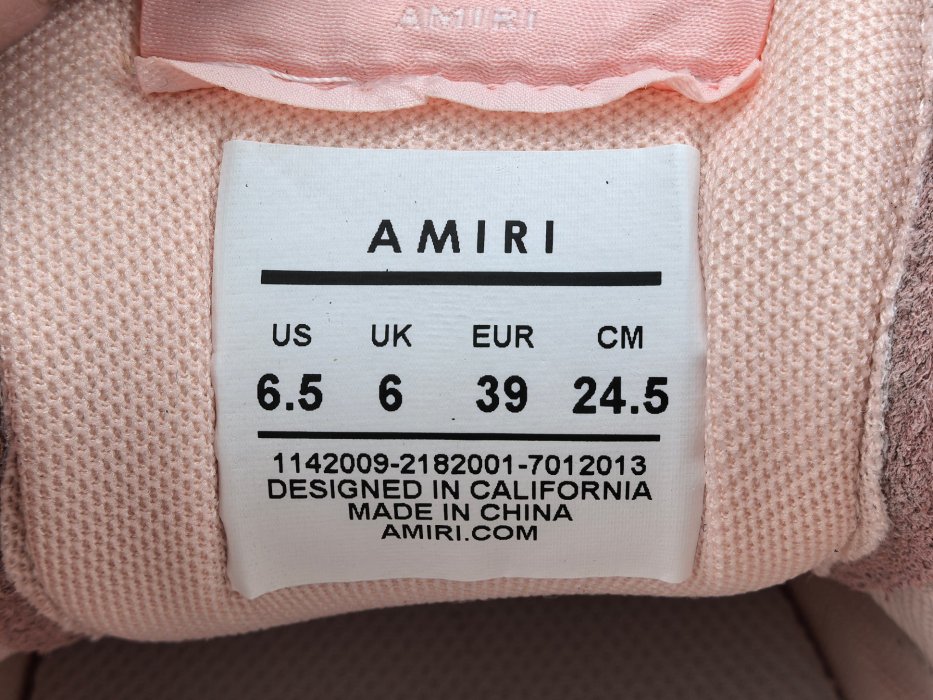 AMIRI
AMIRI
US UK EUR CM
6.5 6 39 24.5
1142009-2182001-7012013
DESIGNED IN CALIFORNIA
MADE IN CHINA
AMIRI.COM